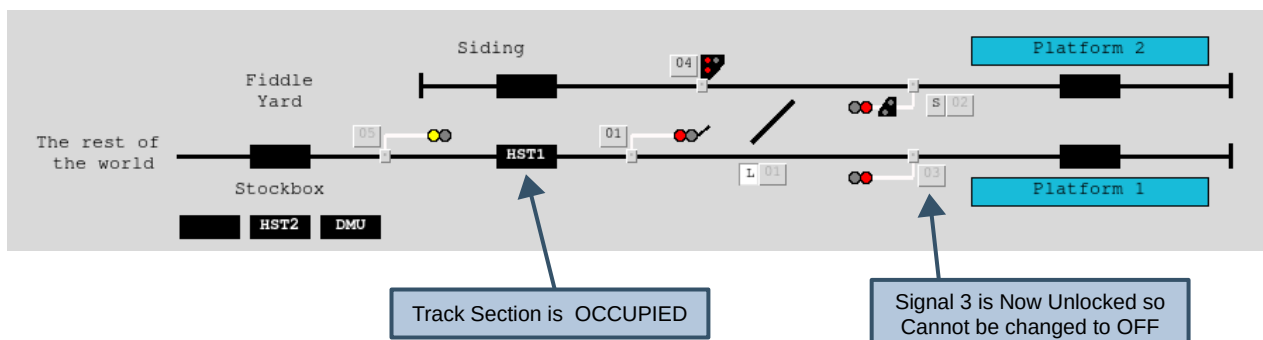 Siding
Platform 2
04
Fiddle
Yard
S 02
05
01
The rest of
the world
HST1
L 01
03
Stockbox
Platform 1
HST2
DMU
Track Section is OCCUPIED
Signal 3 is Now Unlocked so
Cannot be changed to OFF